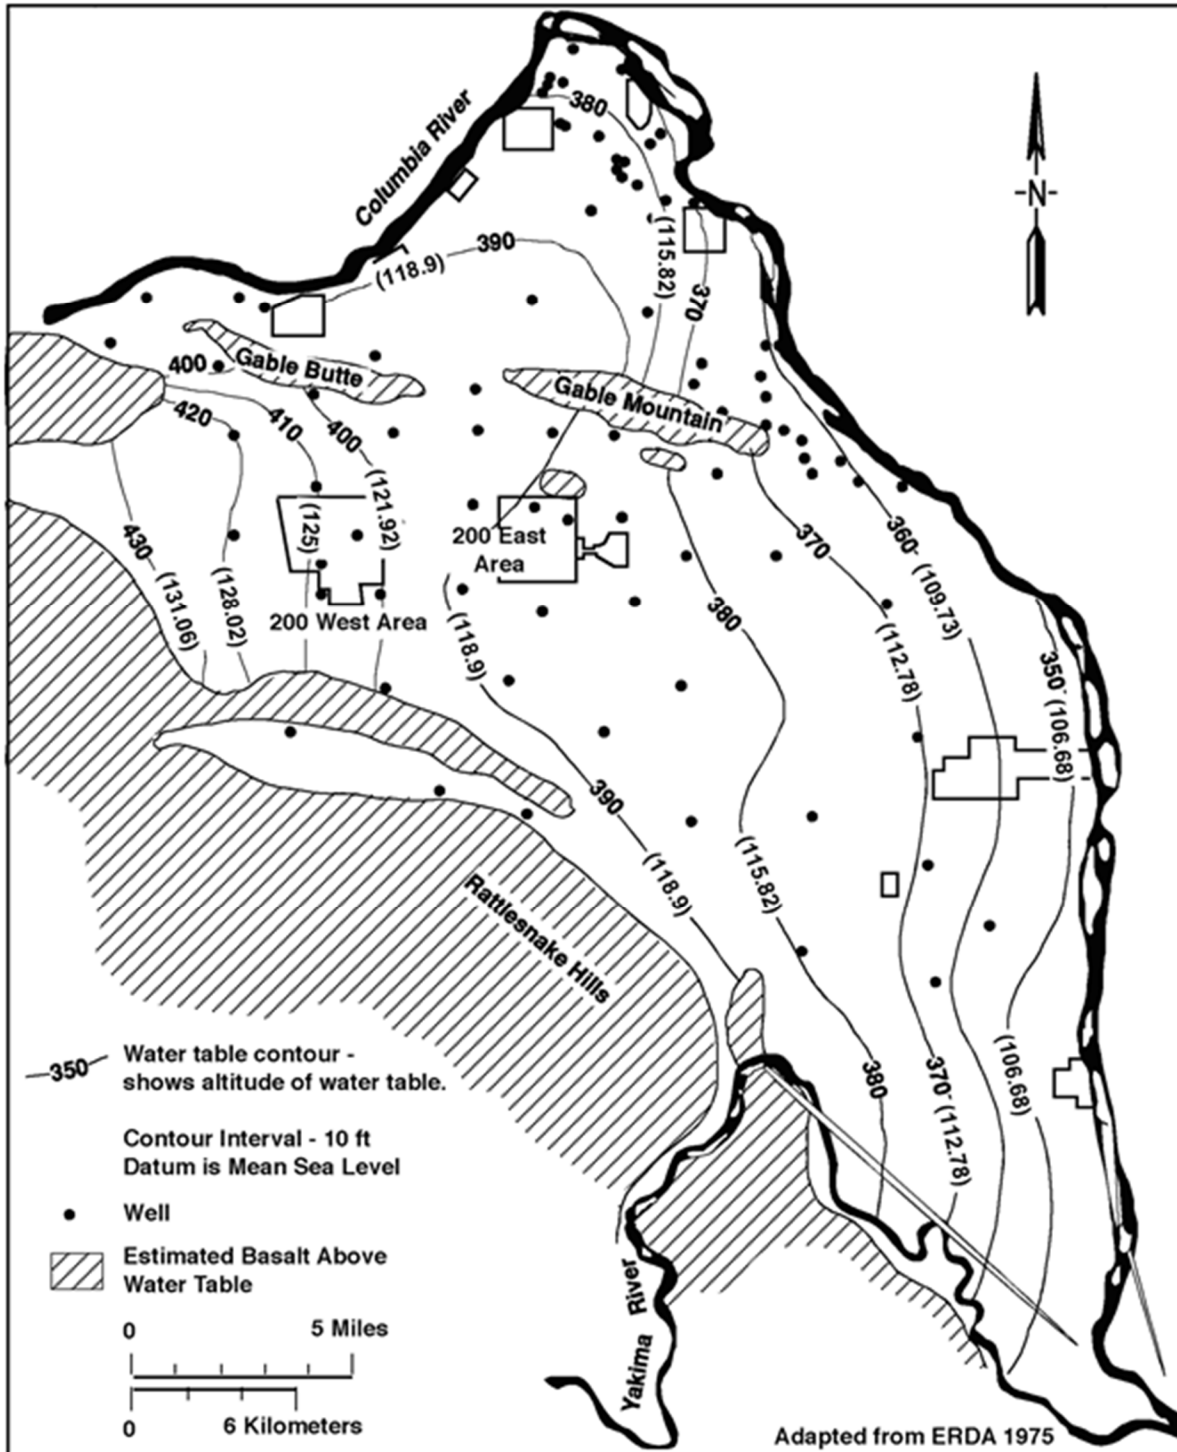 380
Columbia River
-N-
390
(118.9)
(115.82)
370
400
Gable Butte
Gable Mountain
420
410
400
(121.92)
(125)
200 East
Area
430
(131.06)
(128.02)
200 West Area
(118.9)
370
360
(109.73)
380
(112.78)
350
(106.68)
390
(118.9)
(115.82)
Rattlesnake Hills
350
Water table contour -
shows altitude of water table.
380
370
(112.78)
(106.68)
Contour Interval - 10 ft
Datum is Mean Sea Level
Well
Estimated Basalt Above
Water Table
Yakima River
0
5 Miles
0
6 Kilometers
Adapted from ERDA 1975